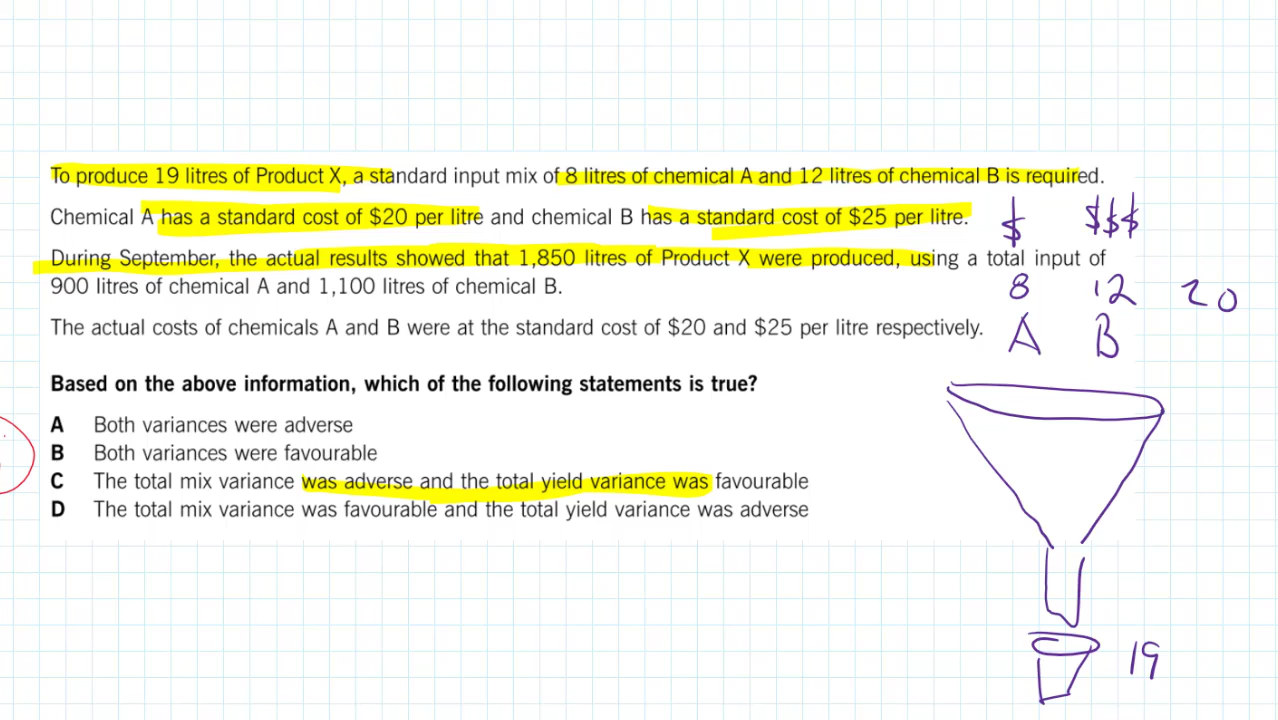 To produce 19 litres of Product X, a standard input mix of 8 litres of chemical A and 12 litres of chemical B is required.
Chemical A has a standard cost of $20 per litre and chemical B has a standard cost of $25 per litre.
$ $$$
During September, the actual results showed that 1,850 litres of Product X were produced, using a total input of
900 litres of chemical A and 1,100 litres of chemical B.
8 12 20
The actual costs of chemicals A and B were at the standard cost of $20 and $25 per litre respectively.
A B
Based on the above information, which of the following statements is true?
A Both variances were adverse
B Both variances were favourable
C The total mix variance was adverse and the total yield variance was favourable
D The total mix variance was favourable and the total yield variance was adverse
19